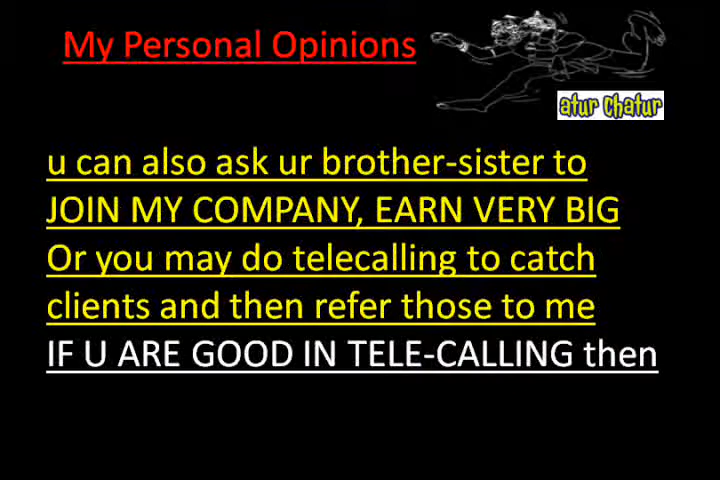 My Personal Opinions
atur chatur
u can also ask ur brother-sister to
JOIN MY COMPANY, EARN VERY BIG
Or you may do telecalling to catch
clients and then refer those to me
IF U ARE GOOD IN TELE-CALLING then